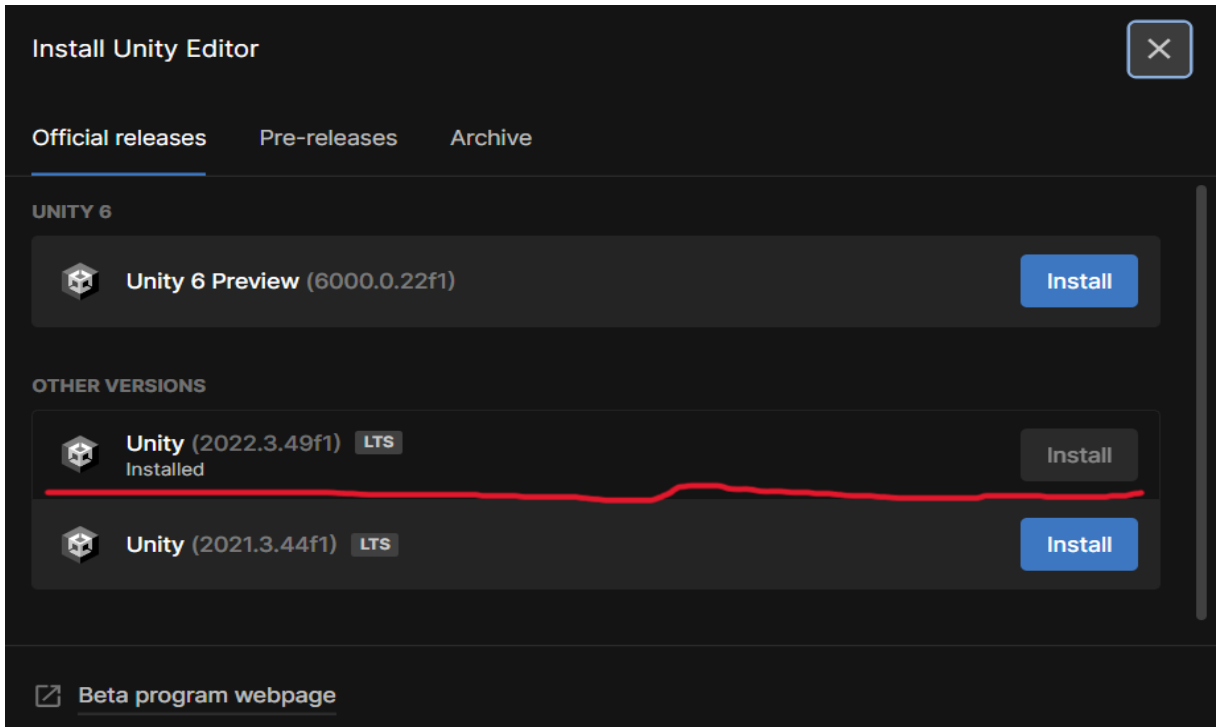 Install Unity Editor
Official releases Pre-releases Archive
UNITY 6
Unity 6 Preview (6000.0.22f1) Install
OTHER VERSIONS
Unity (2022.3.49f1) LTS
Installed
Install
Unity (2021.3.44f1) LTS Install
Beta program webpage